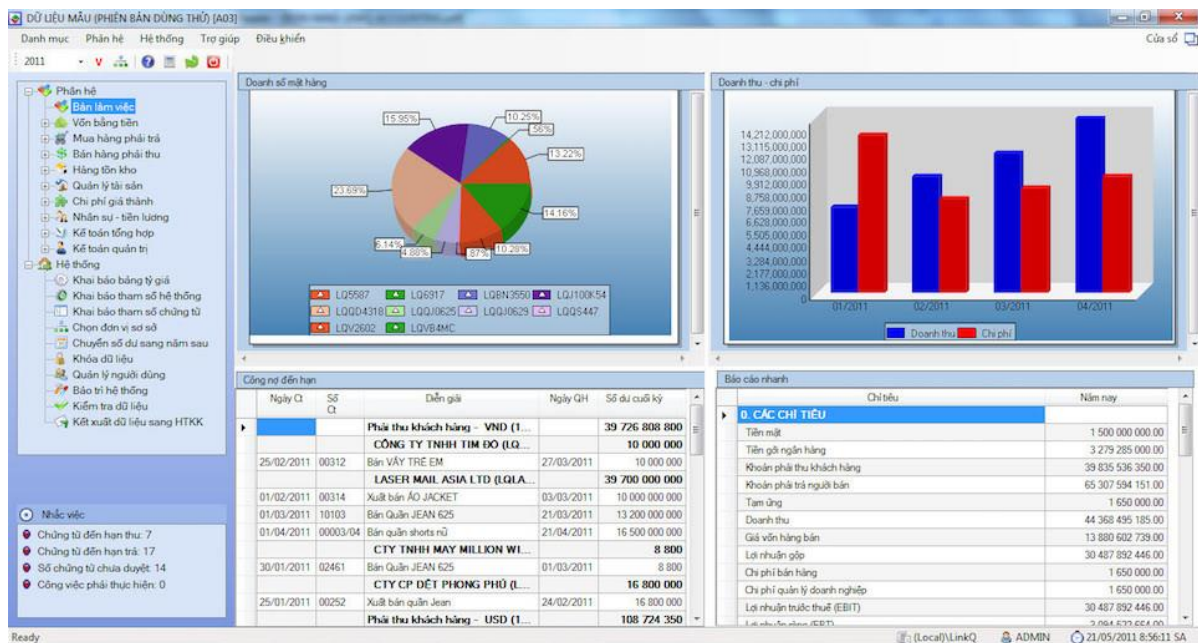 DỮ LIỆU MẪU (PHIÊN BẢN DÙNG THỬ) [A03]
Danh mục Phân hệ Hệ thống Trợ giúp Điều khiển Cửa sổ
2011
Phân hệ
Bàn làm việc
Vốn bằng tiền
Mua hàng phải trả
Bán hàng phải thu
Hàng tồn kho
Quản lý tài sản
Chi phí giá thành
Nhân sự - tiền lương
Kế toán tổng hợp
Kế toán quản trị
Hệ thống
Khai báo bảng tỷ giá
Khai báo tham số hệ thống
Khai báo tham số chứng từ
Chọn đơn vị sơ sở
Chuyển số dư sang năm sau
Khóa dữ liệu
Quản lý người dùng
Bảo trì hệ thống
Kiểm tra dữ liệu
Kết xuất dữ liệu sang HTKK
Nhắc việc
Chứng từ đến hạn thu: 7
Chứng từ đến hạn trả: 17
Số chứng từ chưa duyệt: 14
Công việc phải thực hiện: 0
Doanh số mặt hàng
15.95%
10.25%
.56%
13.22%
23.69%
14.16%
6.14%
4.88%
.87%
10.28%
LQ5587 LQ6917 LQBN3550 LQJ100K54
LQQD4318 LQQJ0625 LQQJ0629 LQQS447
LQV2602 LQVB4MC
Doanh thu - chi phí
14,212,000,000
13,115,000,000
12,087,000,000
10,968,000,000
9,912,000,000
8,758,000,000
7,659,000,000
6,628,000,000
5,505,000,000
4,444,000,000
3,284,000,000
2,177,000,000
1,136,000,000
0
01/2011 02/2011 03/2011 04/2011
Doanh thu Chi phí
Công nợ đến hạn
Ngày Ct Số Ct Diễn giải Ngày QH Số dư cuối kỳ
Phải thu khách hàng - VND (1... 39 726 808 800
CÔNG TY TNHH TIM ĐỎ (LQ... 10 000 000
25/02/2011 00312 Bán VÁY TRẺ EM 27/03/2011 10 000 000
LASER MAIL ASIA LTD (LQLA... 39 700 000 000
01/02/2011 00314 Xuất bán ÁO JACKET 03/03/2011 10 000 000 000
01/03/2011 10103 Bán Quần JEAN 625 21/03/2011 13 200 000 000
01/04/2011 00003/04 Bán quần shorts nữ 21/04/2011 16 500 000 000
CTY TNHH MAY MILLION WI... 8 800
30/01/2011 02461 Bán Quần JEAN 625 01/03/2011 8 800
CTY CP DỆT PHONG PHÚ (L... 16 800 000
25/01/2011 00252 Xuất bán quần Jean 24/02/2011 16 800 000
Phải thu khách hàng - USD (1... 108 724 350
Báo cáo nhanh
Chỉ tiêu Năm nay
0. CÁC CHỈ TIÊU
Tiền mặt 1 500 000 000.00
Tiền gởi ngân hàng 3 279 285 000.00
Khoản phải thu khách hàng 39 835 536 350.00
Khoản phải trả người bán 65 307 594 151.00
Tạm ứng 1 650 000.00
Doanh thu 44 368 495 185.00
Giá vốn hàng bán 13 880 602 739.00
Lợi nhuận gộp 30 487 892 446.00
Chi phí bán hàng 1 650 000.00
Chi phí quản lý doanh nghiệp 1 650 000.00
Lợi nhuận trước thuế (EBIT) 30 487 892 446.00
Ready (Local)\LinkQ ADMIN 21/05/2011 8:56:11 SA